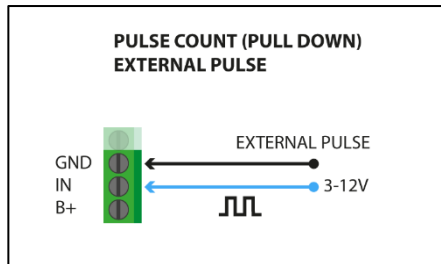 PULSE COUNT (PULL DOWN)
EXTERNAL PULSE
EXTERNAL PULSE
GND
IN
3-12V
B+